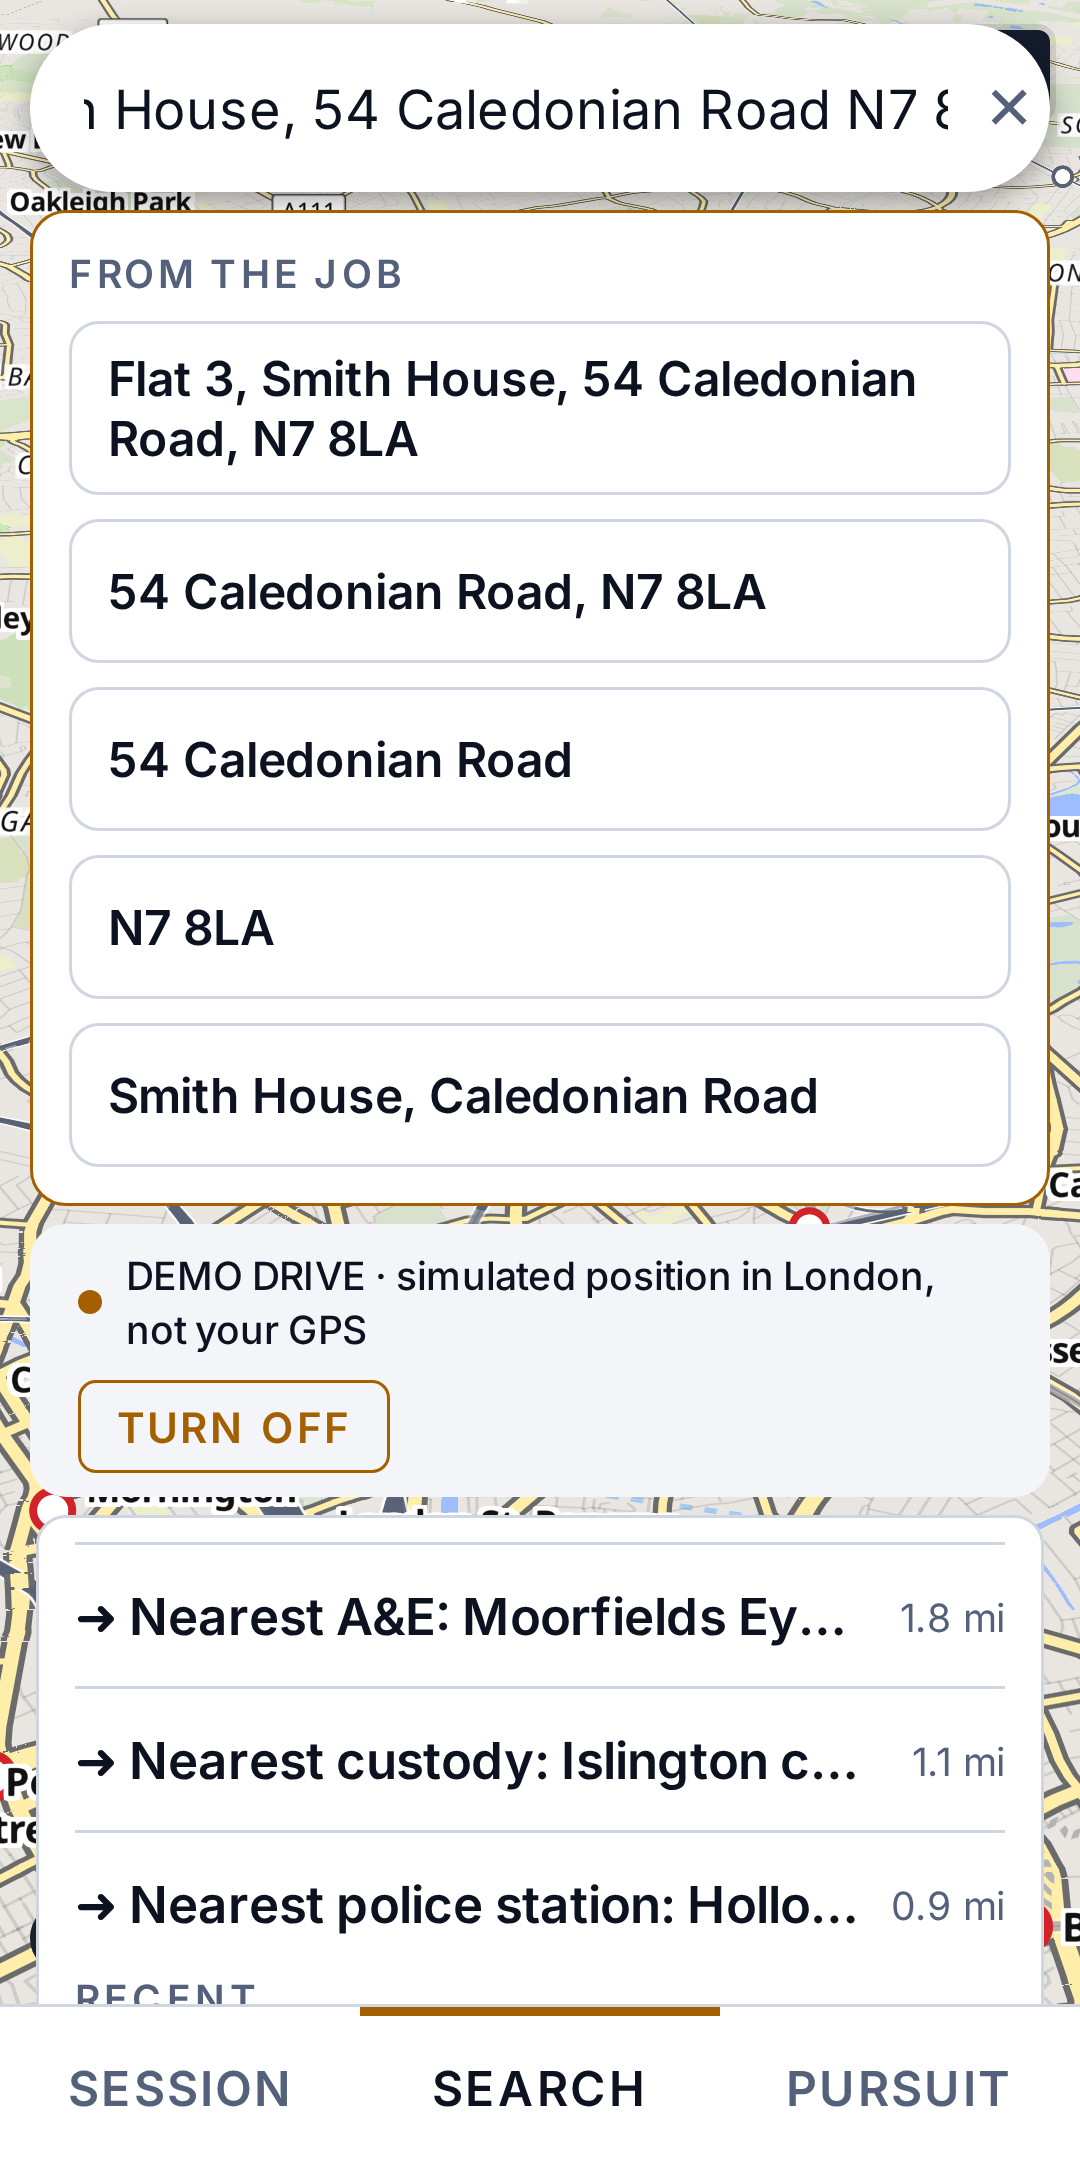 House, 54 Caledonian Road N7
Oakleigh Park
A111
FROM THE JOB
Flat 3, Smith House, 54 Caledonian
Road, N7 8LA
54 Caledonian Road, N7 8LA
54 Caledonian Road
N7 8LA
Smith House, Caledonian Road
DEMO DRIVE · simulated position in London,
not your GPS
TURN OFF
Mornington
→ Nearest A&E: Moorfields Ey... 1.8 mi
→ Nearest custody: Islington c... 1.1 mi
→ Nearest police station: Hollo... 0.9 mi
RECENT
SESSION SEARCH PURSUIT